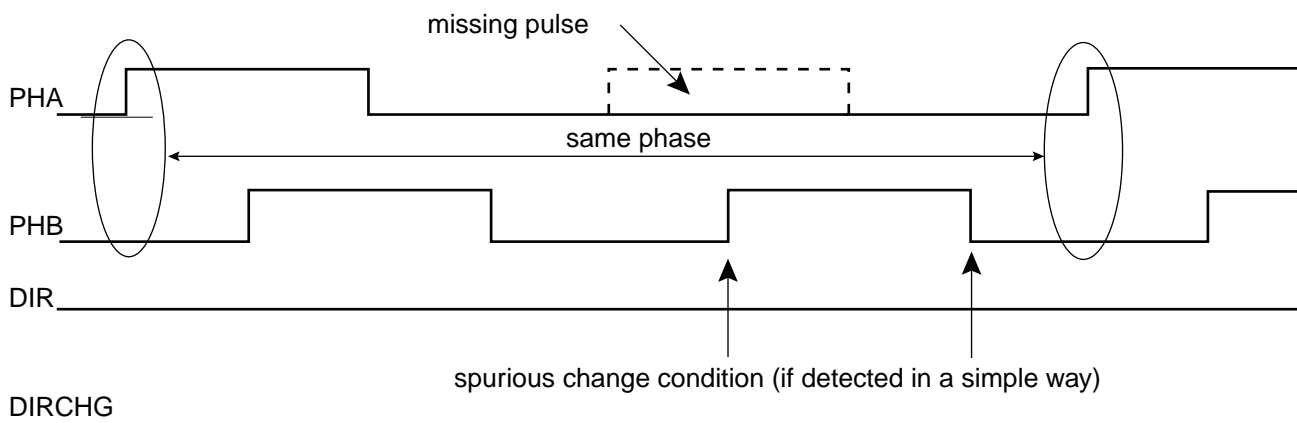 missing pulse
PHA
same phase
PHB
DIR
spurious change condition (if detected in a simple way)
DIRCHG